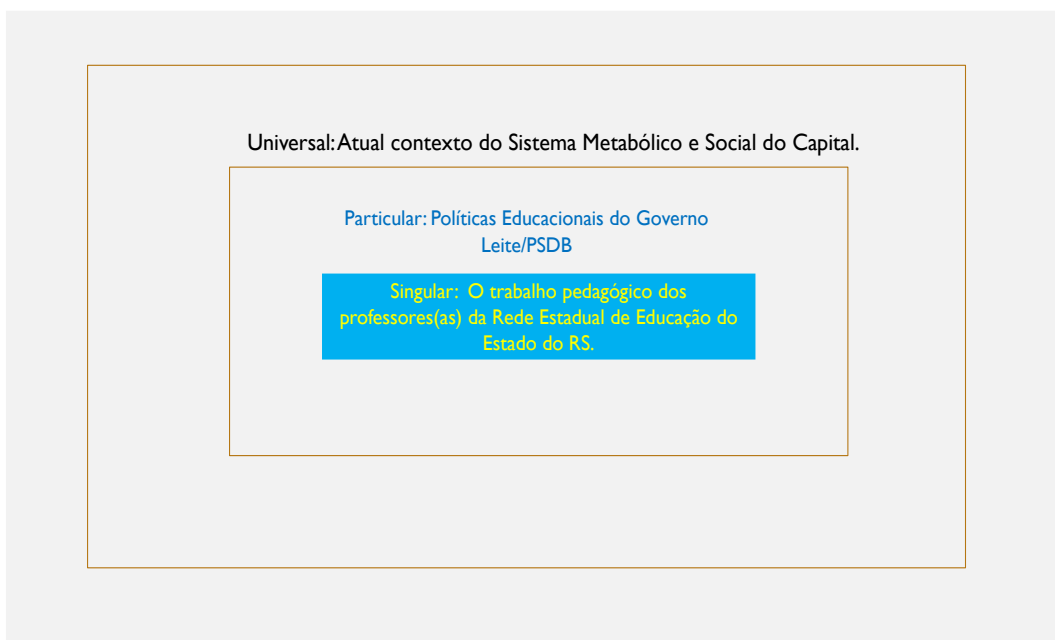 Universal: Atual contexto do Sistema Metabólico e Social do Capital.
Particular: Políticas Educacionais do Governo
Leite/PSDB
Singular: O trabalho pedagógico dos
professores(as) da Rede Estadual de Educação do
Estado do RS.